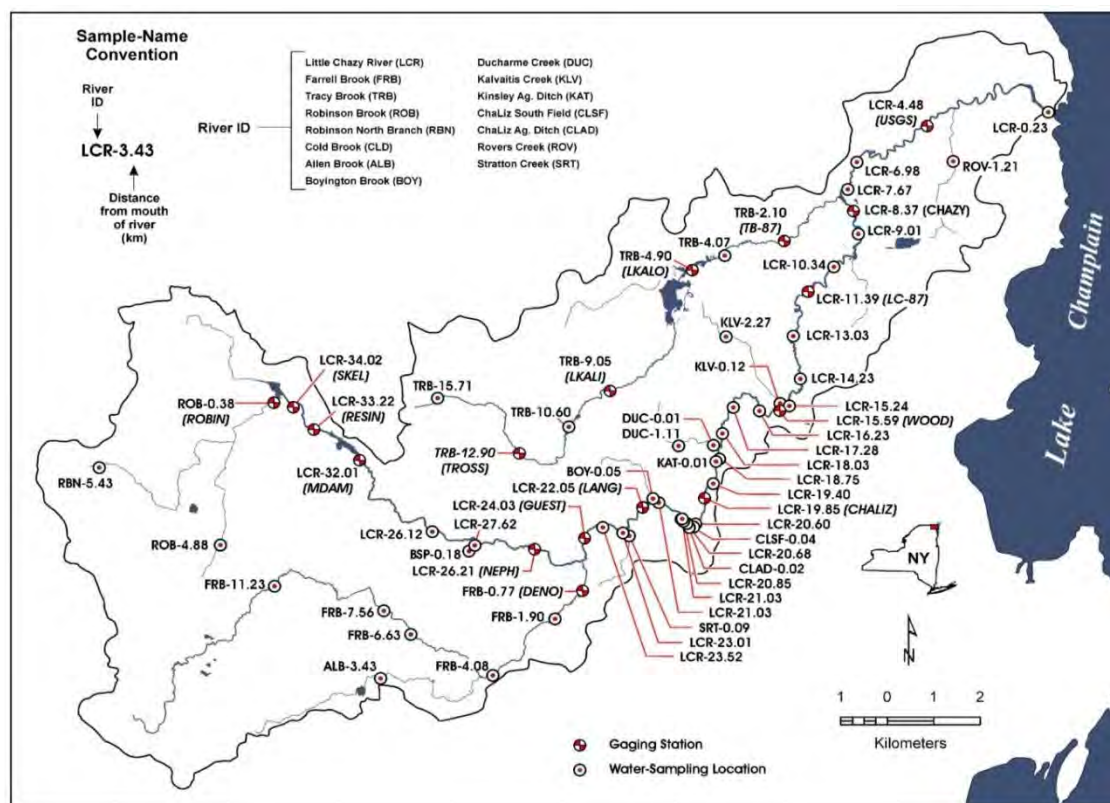 Sample-Name
Convention
River
ID
LCR-3.43
Distance
from mouth
of river
(km)
River ID
Little Chazy River (LCR)
Farrell Brook (FRB)
Tracy Brook (TRB)
Robinson Brook (ROB)
Robinson North Branch (RBN)
Cold Brook (CLD)
Allen Brook (ALB)
Boyington Brook (BOY)
Ducharme Creek (DUC)
Kalvaitis Creek (KLV)
Kinsley Ag. Ditch (KAT)
ChaLiz South Field (CLSF)
ChaLiz Ag. Ditch (CLAD)
Rovers Creek (ROV)
Stratton Creek (SRT)
LCR-4.48
(USGS)
LCR-0.23
LCR-6.98
ROV-1.21
LCR-7.67
LCR-8.37 (CHAZY)
LCR-9.01
TRB-2.10
(TB-87)
TRB-4.07
TRB-4.90
(LKALO)
LCR-10.34
LCR-11.39 (LC-87)
KLV-2.27
LCR-13.03
KLV-0.12
LCR-14.23
TRB-9.05
(LKALI)
LCR-34.02
(SKEL)
LCR-33.22
(RESIN)
ROB-0.38
(ROBIN)
TRB-15.71
TRB-10.60
TRB-12.90
(TROSS)
LCR-15.24
LCR-15.59 (WOOD)
LCR-16.23
LCR-17.28
LCR-18.03
LCR-18.75
LCR-19.40
LCR-19.85 (CHALIZ)
LCR-20.60
CLSF-0.04
LCR-20.68
CLAD-0.02
LCR-20.85
LCR-21.03
LCR-21.03
SRT-0.09
LCR-23.01
LCR-23.52
DUC-0.01
DUC-1.11
KAT-0.01
BOY-0.05
LCR-22.05 (LANG)
LCR-24.03 (GUEST)
LCR-32.01
(MDAM)
RBN-5.43
ROB-4.88
LCR-26.12
LCR-27.62
BSP-0.18
LCR-26.21 (NEPH)
FRB-0.77 (DENO)
FRB-11.23
FRB-7.56
FRB-6.63
FRB-1.90
ALB-3.43
FRB-4.08
Lake Champlain
NY
N
1 0 1 2
Kilometers
Gaging Station
Water-Sampling Location